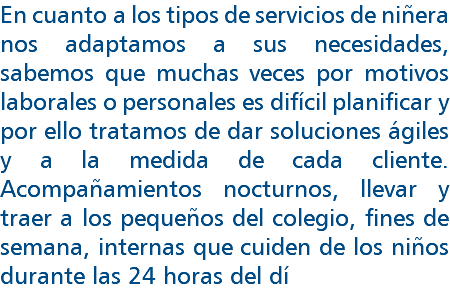 En cuanto a los tipos de servicios de niñera
nos adaptamos a sus necesidades,
sabemos que muchas veces por motivos
laborales o personales es difícil planificar y
por ello tratamos de dar soluciones ágiles
y a la medida de cada cliente.
Acompañamientos nocturnos, llevar y
traer a los pequeños del colegio, fines de
semana, internas que cuiden de los niños
durante las 24 horas del dí